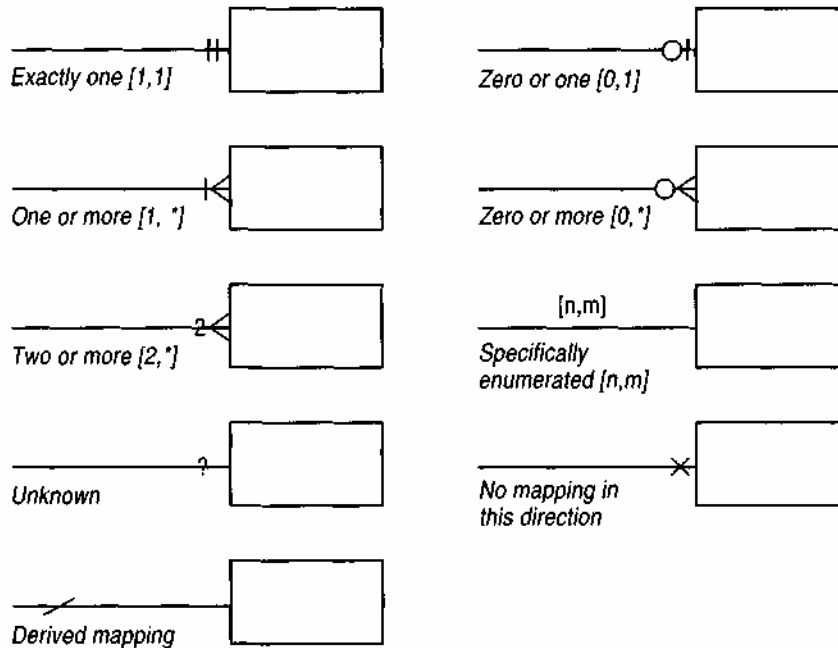 Exactly one [1,1]
Zero or one [0,1]
One or more [1, *]
Zero or more [0,*]
2
Two or more [2,*]
[n,m]
Specifically
enumerated [n,m]
?
Unknown
No mapping in
this direction
Derived mapping